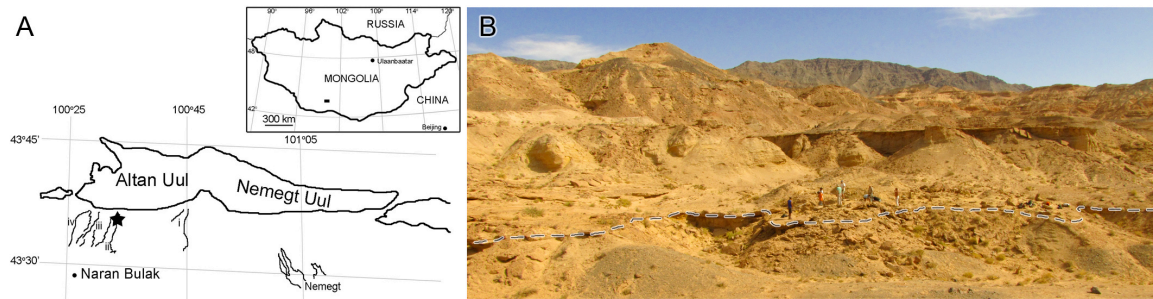 A
90°
96°
102°
108°
114°
120°
RUSSIA
48°
Ulaanbaatar
MONGOLIA
CHINA
42°
300 km
Beijing
100°25
100°45
101°05
43°45'
Altan Uul
Nemegt Uul
iv
iii
ii
i
43°30'
Naran Bulak
Nemegt
B